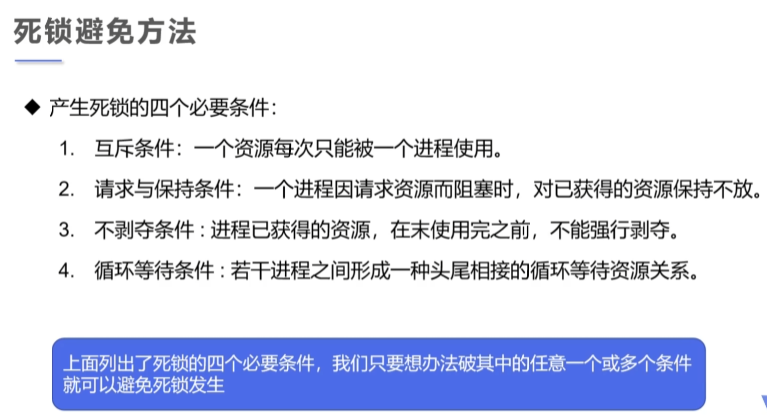 死锁避免方法
◆ 产生死锁的四个必要条件：
1. 互斥条件：一个资源每次只能被一个进程使用。
2. 请求与保持条件：一个进程因请求资源而阻塞时，对已获得的资源保持不放。
3. 不剥夺条件 : 进程已获得的资源，在末使用完之前，不能强行剥夺。
4. 循环等待条件 : 若干进程之间形成一种头尾相接的循环等待资源关系。
上面列出了死锁的四个必要条件，我们只要想办法破其中的任意一个或多个条件
就可以避免死锁发生